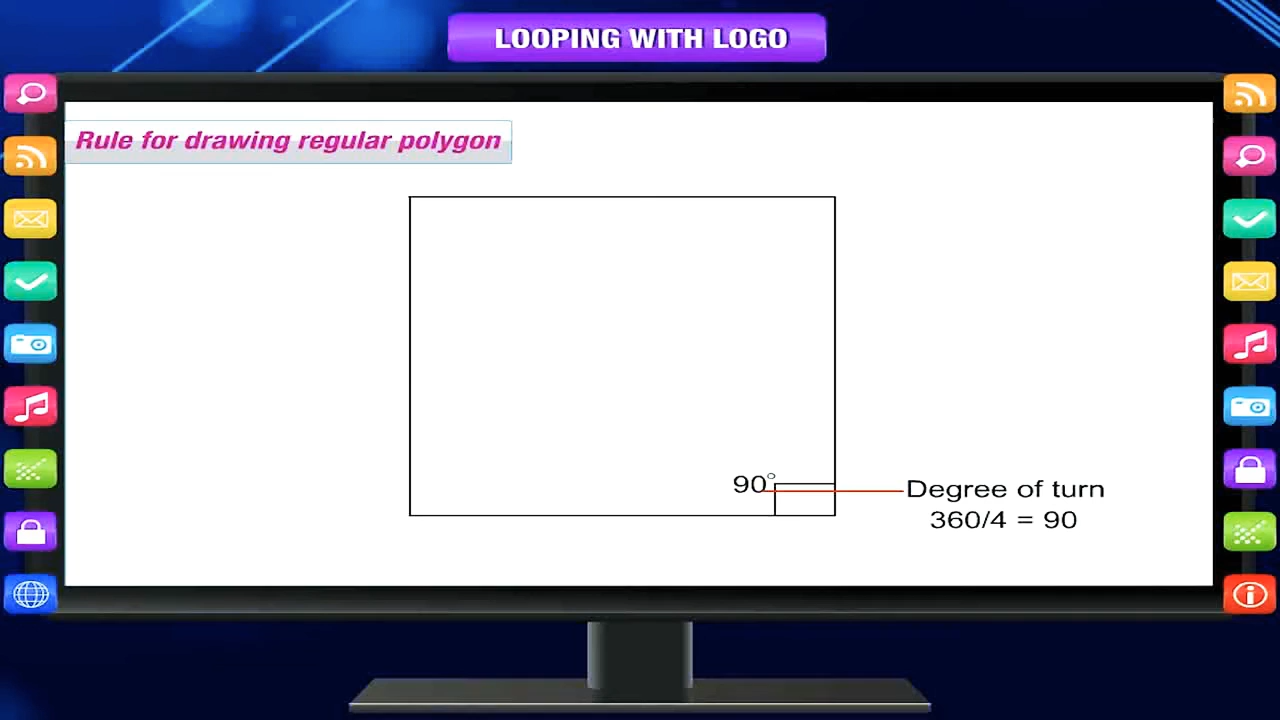 LOOPING WITH LOGO
Rule for drawing regular polygon
90°
Degree of turn
360/4 = 90